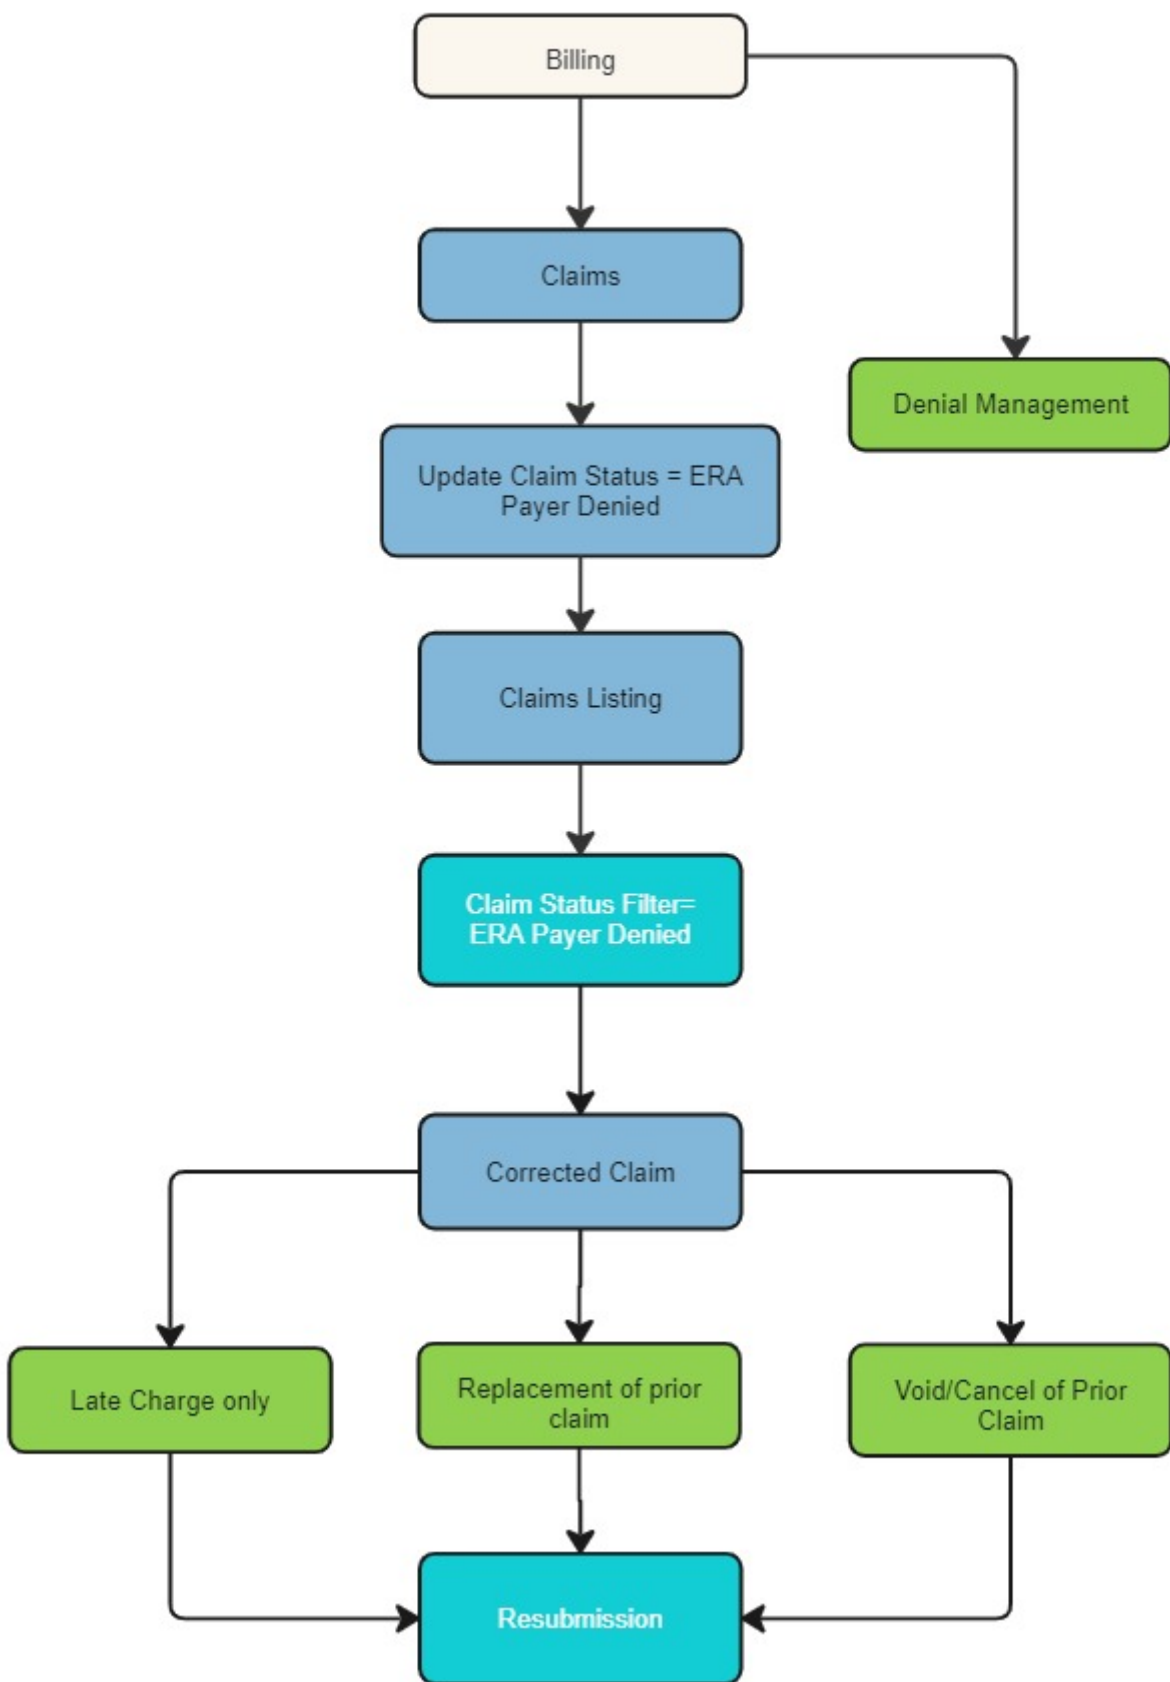 Billing
Claims
Denial Management
Update Claim Status = ERA
Payer Denied
Claims Listing
Claim Status Filter=
ERA Payer Denied
Corrected Claim
Late Charge only
Replacement of prior
claim
Void/Cancel of Prior
Claim
Resubmission